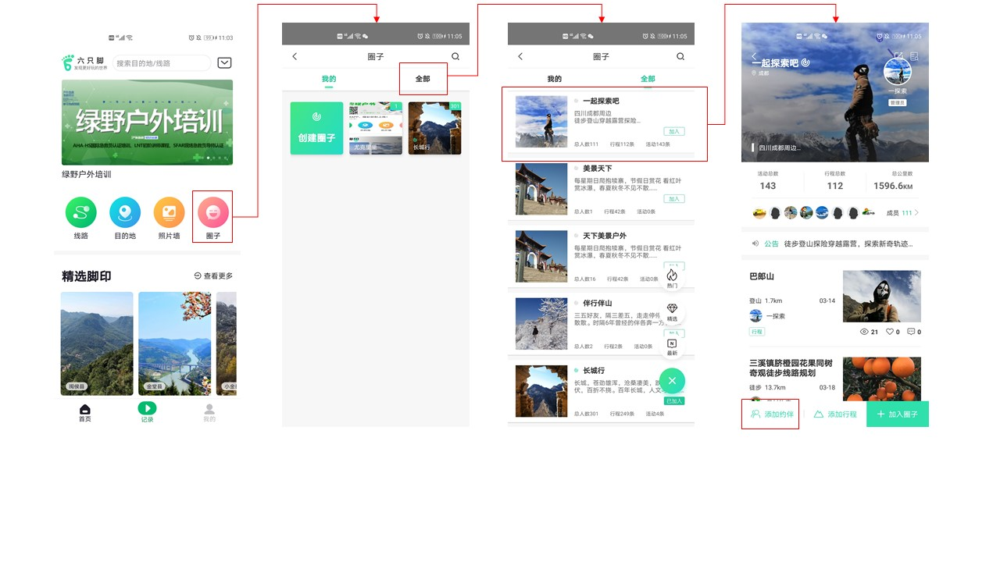 11:03
六只脚
发现更好玩的世界
搜索目的地/线路
绿野户外培训
绿野户外培训
线路
目的地
照片墙
圈子
精选脚印
查看更多
闽侯县
金堂县
小金
首页
记录
我的
11:05
圈子
我的
全部
创建圈子
1
尤克里里
301
长城行
11:05
圈子
我的
全部
一起探索吧
四川成都周边
徒步登山穿越露营探险...
加入
总人数111 行程112条 活动143条
美景天下
每星期日爬抱犊寨，节假日赏花 看红叶
赏冰瀑，春夏秋冬不见不散......
加入
总人数1 行程42条 活动0条
天下美景户外
每星期日爬抱犊寨，节假日赏花 看红叶
赏冰瀑，春夏秋冬不见不散......
总人数16 行程42条 活动0条
热门
伴行伴山
三五好友，隔三差五，走走停停
散散。时隔6年曾经的伴各奔一方
精选
总人数2 行程2条 活动0条
最新
长城行
长城，苍劲雄浑，沧桑凄美，
伏，百折不挠。百年长城，人文
已加入
总人数301 行程249条 活动4条
11:05
一起探索吧
成都
一探索
管理员
四川成都周边...
活动总数 行程总数 总公里数
143 112 1596.6KM
成员 111
公告 徒步登山探险穿越露营，探索新奇轨迹...
巴郎山
登山 1.7km 03-14
一探索
行程
21 0 0
三溪镇脐橙园花果同树
奇观徒步线路规划
徒步 13.7km 03-18
添加约伴 添加行程 加入圈子